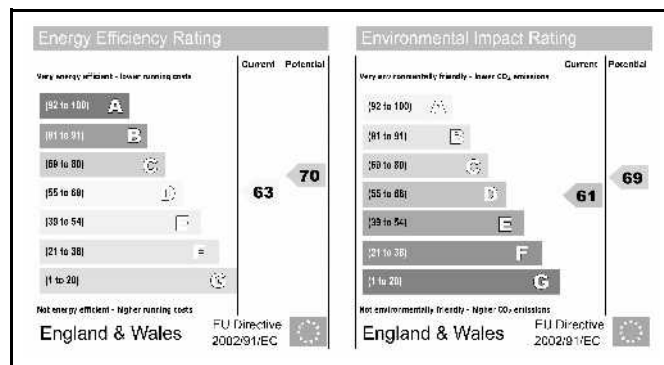 Energy Efficiency Rating
Current Potential
Very energy efficient - lower running costs
(92 to 100) A
(81 to 91) B
(69 to 80) C
(55 to 68) D
(39 to 54)
(21 to 38)
(1 to 20) G
63
70
Not energy efficient - higher running costs
England & Wales
EU Directive
2002/91/EC
Environmental Impact Rating
Current Potential
Very environmentally friendly - lower CO₂ emissions
(92 to 100) A
(81 to 91) B
(69 to 80) C
(55 to 68) D
(39 to 54) E
(21 to 38) F
(1 to 20) G
61
69
Not environmentally friendly - higher CO₂ emissions
England & Wales
EU Directive
2002/91/EC